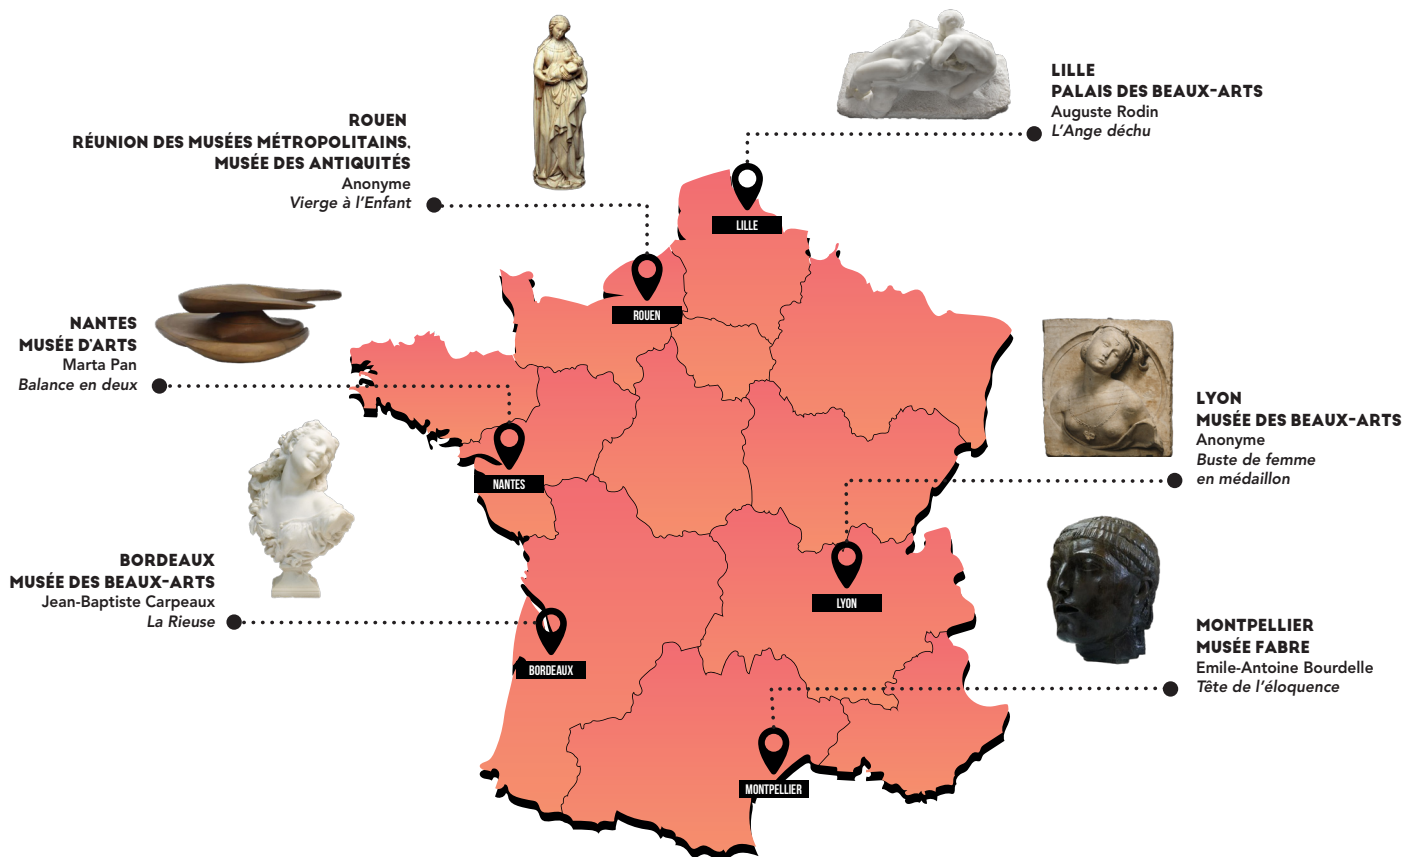 LILLE
PALAIS DES BEAUX-ARTS
Auguste Rodin
L'Ange déchu
ROUEN
RÉUNION DES MUSÉES MÉTROPOLITAINS,
MUSÉE DES ANTIQUITÉS
Anonyme
Vierge à l'Enfant
LILLE
ROUEN
NANTES
MUSÉE D'ARTS
Marta Pan
Balance en deux
LYON
MUSÉE DES BEAUX-ARTS
Anonyme
Buste de femme
en médaillon
NANTES
BORDEAUX
MUSÉE DES BEAUX-ARTS
Jean-Baptiste Carpeaux
La Rieuse
LYON
MONTPELLIER
MUSÉE FABRE
Emile-Antoine Bourdelle
Tête de l'éloquence
BORDEAUX
MONTPELLIER